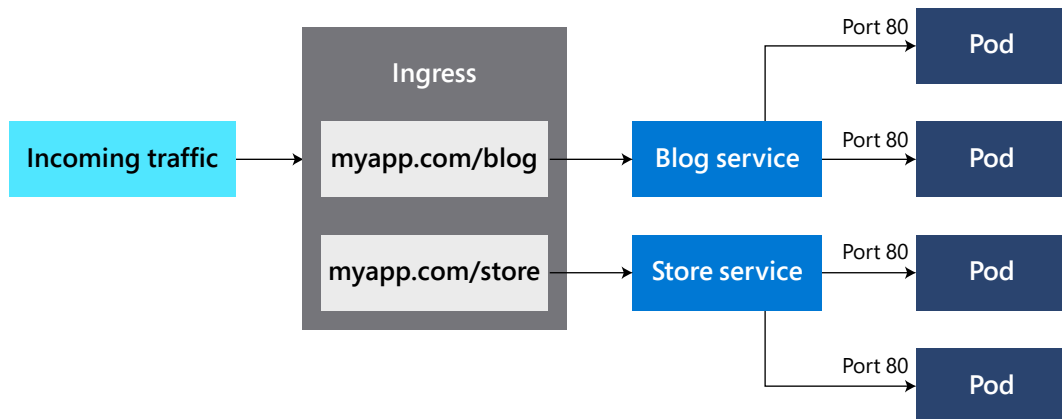 Port 80
Pod
Ingress
Incoming traffic
myapp.com/blog
Blog service
Port 80
Pod
myapp.com/store
Store service
Port 80
Pod
Port 80
Pod